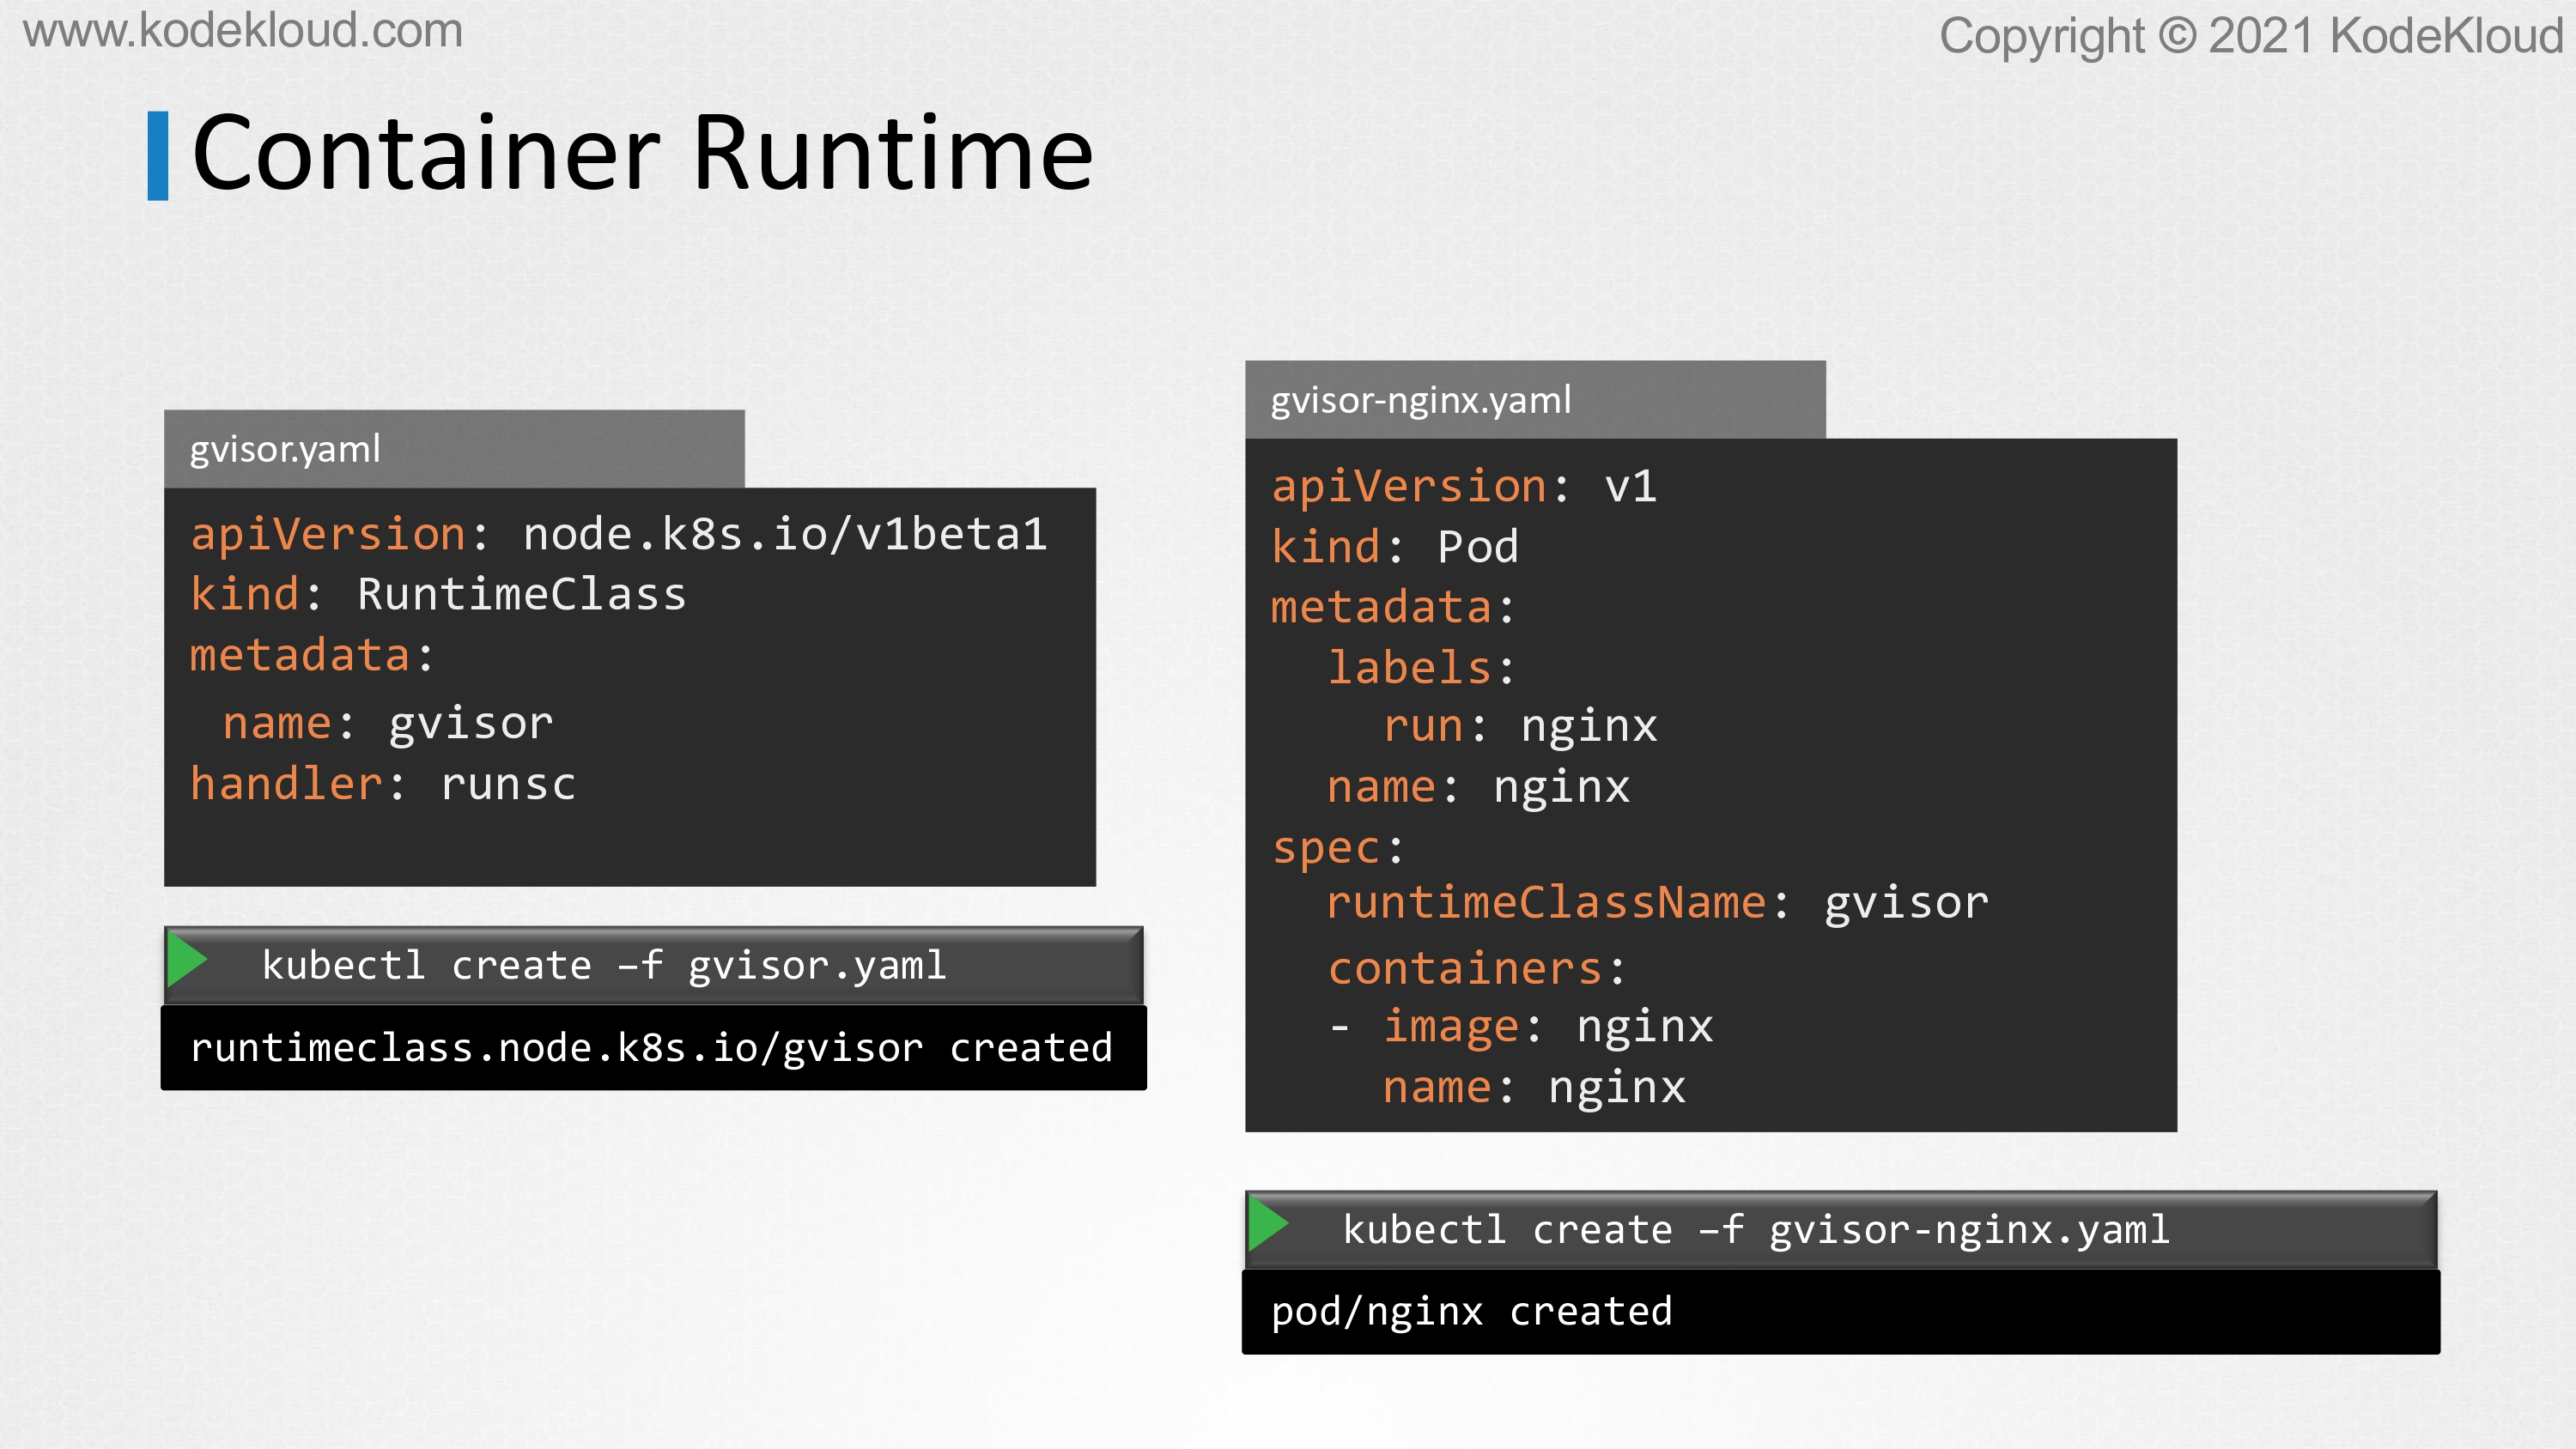 www.kodekloud.com
Copyright © 2021 KodeKloud
Container Runtime
gvisor.yaml
apiVersion: node.k8s.io/v1beta1
kind: RuntimeClass
metadata:
 name: gvisor
handler: runsc
kubectl create –f gvisor.yaml
runtimeclass.node.k8s.io/gvisor created
gvisor-nginx.yaml
apiVersion: v1
kind: Pod
metadata:
  labels:
    run: nginx
  name: nginx
spec:
  runtimeClassName: gvisor
  containers:
  - image: nginx
    name: nginx
kubectl create –f gvisor-nginx.yaml
pod/nginx created